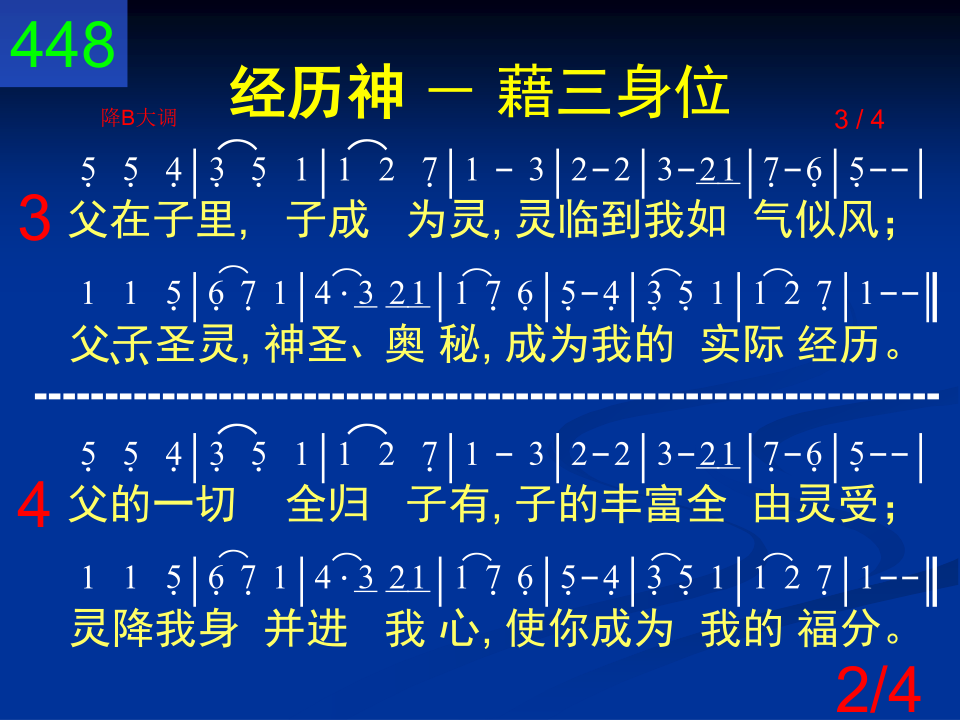 448
经历神 － 藉三身位
降B大调
3 / 4
5 5 4|3 5 1|1 2 7|1 - 3|2-2|3-21|7-6|5--|
3 父在子里, 子成 为灵, 灵临到我如 气似风;
1 1 5|6 7 1|4·3 21|1 7 6|5-4|3 5 1|1 2 7|1--‖
父、子、圣灵, 神圣、奥 秘, 成为我的 实际 经历。
5 5 4|3 5 1|1 2 7|1 - 3|2-2|3-21|7-6|5--|
4 父的一切 全归 子有, 子的丰富全 由灵受;
1 1 5|6 7 1|4·3 21|1 7 6|5-4|3 5 1|1 2 7|1--‖
灵降我身 并进 我 心, 使你成为 我的 福分。
2/4